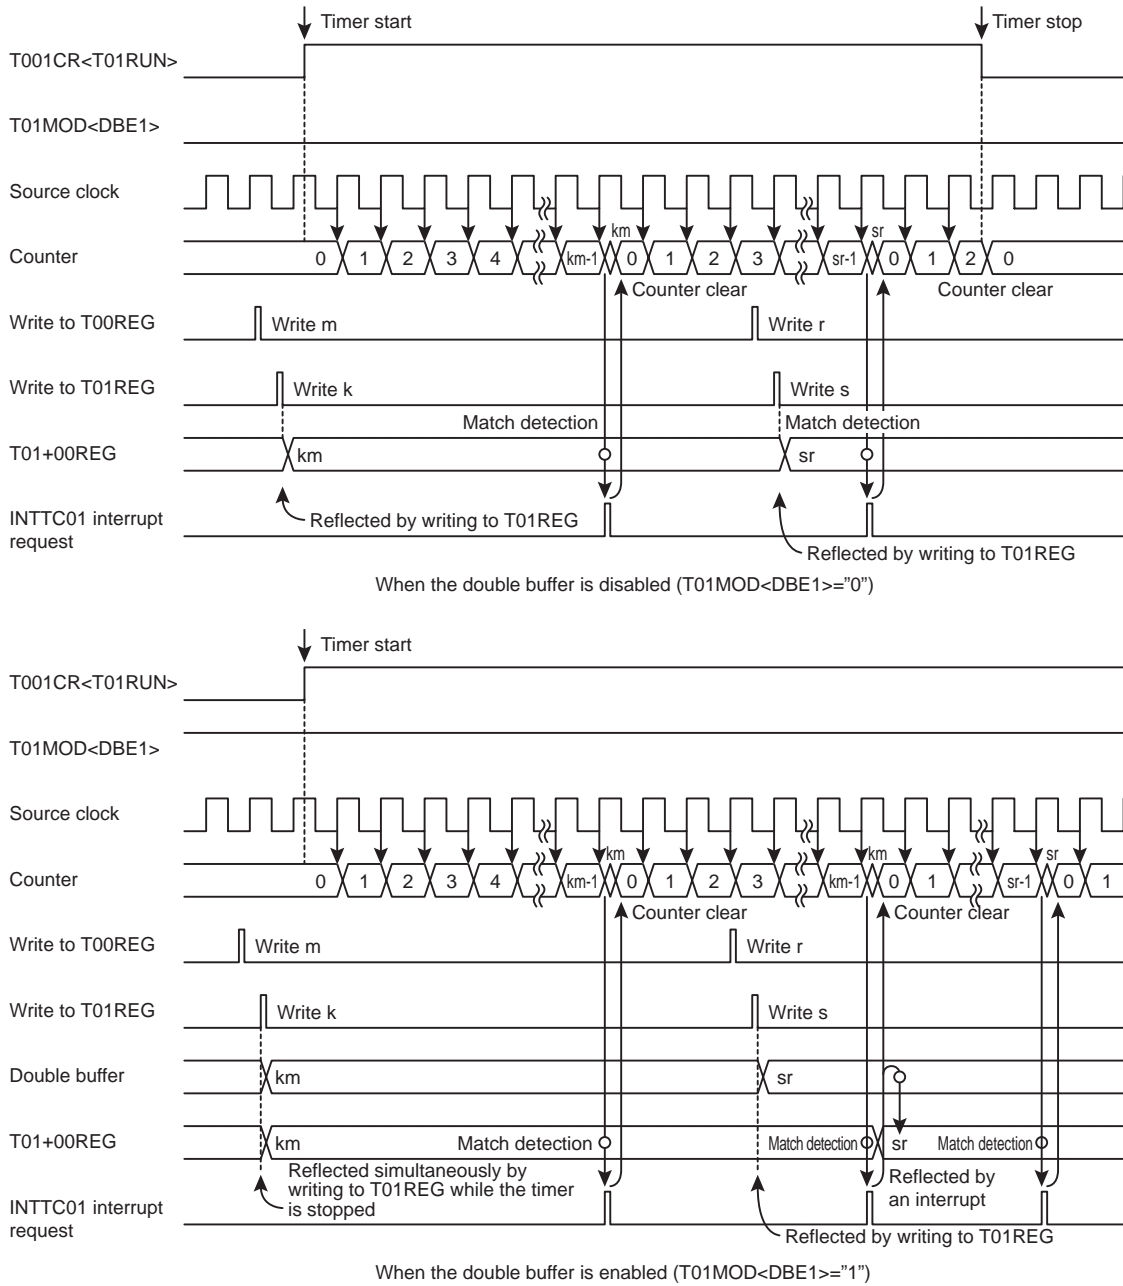 Timer start
Timer stop
T001CR<T01RUN>
T01MOD<DBE1>
Source clock
km
sr
Counter
0 1 2 3 4 km-1 0 1 2 3 sr-1 0 1 2 0
Counter clear
Counter clear
Write to T00REG
Write m
Write r
Write to T01REG
Write k
Write s
Match detection
Match detection
T01+00REG
km
sr
INTTC01 interrupt
request
Reflected by writing to T01REG
Reflected by writing to T01REG
When the double buffer is disabled (T01MOD<DBE1>=”0”)
Timer start
T001CR<T01RUN>
T01MOD<DBE1>
Source clock
km
km
sr
Counter
0 1 2 3 4 km-1 0 1 2 3 km-1 0 1 sr-1 0 1
Counter clear
Counter clear
Write to T00REG
Write m
Write r
Write to T01REG
Write k
Write s
Double buffer
km
sr
T01+00REG
km
Match detection
Match detection
sr
Match detection
Reflected simultaneously by
writing to T01REG while the timer
is stopped
Reflected by
an interrupt
INTTC01 interrupt
request
Reflected by writing to T01REG
When the double buffer is enabled (T01MOD<DBE1>=”1”)